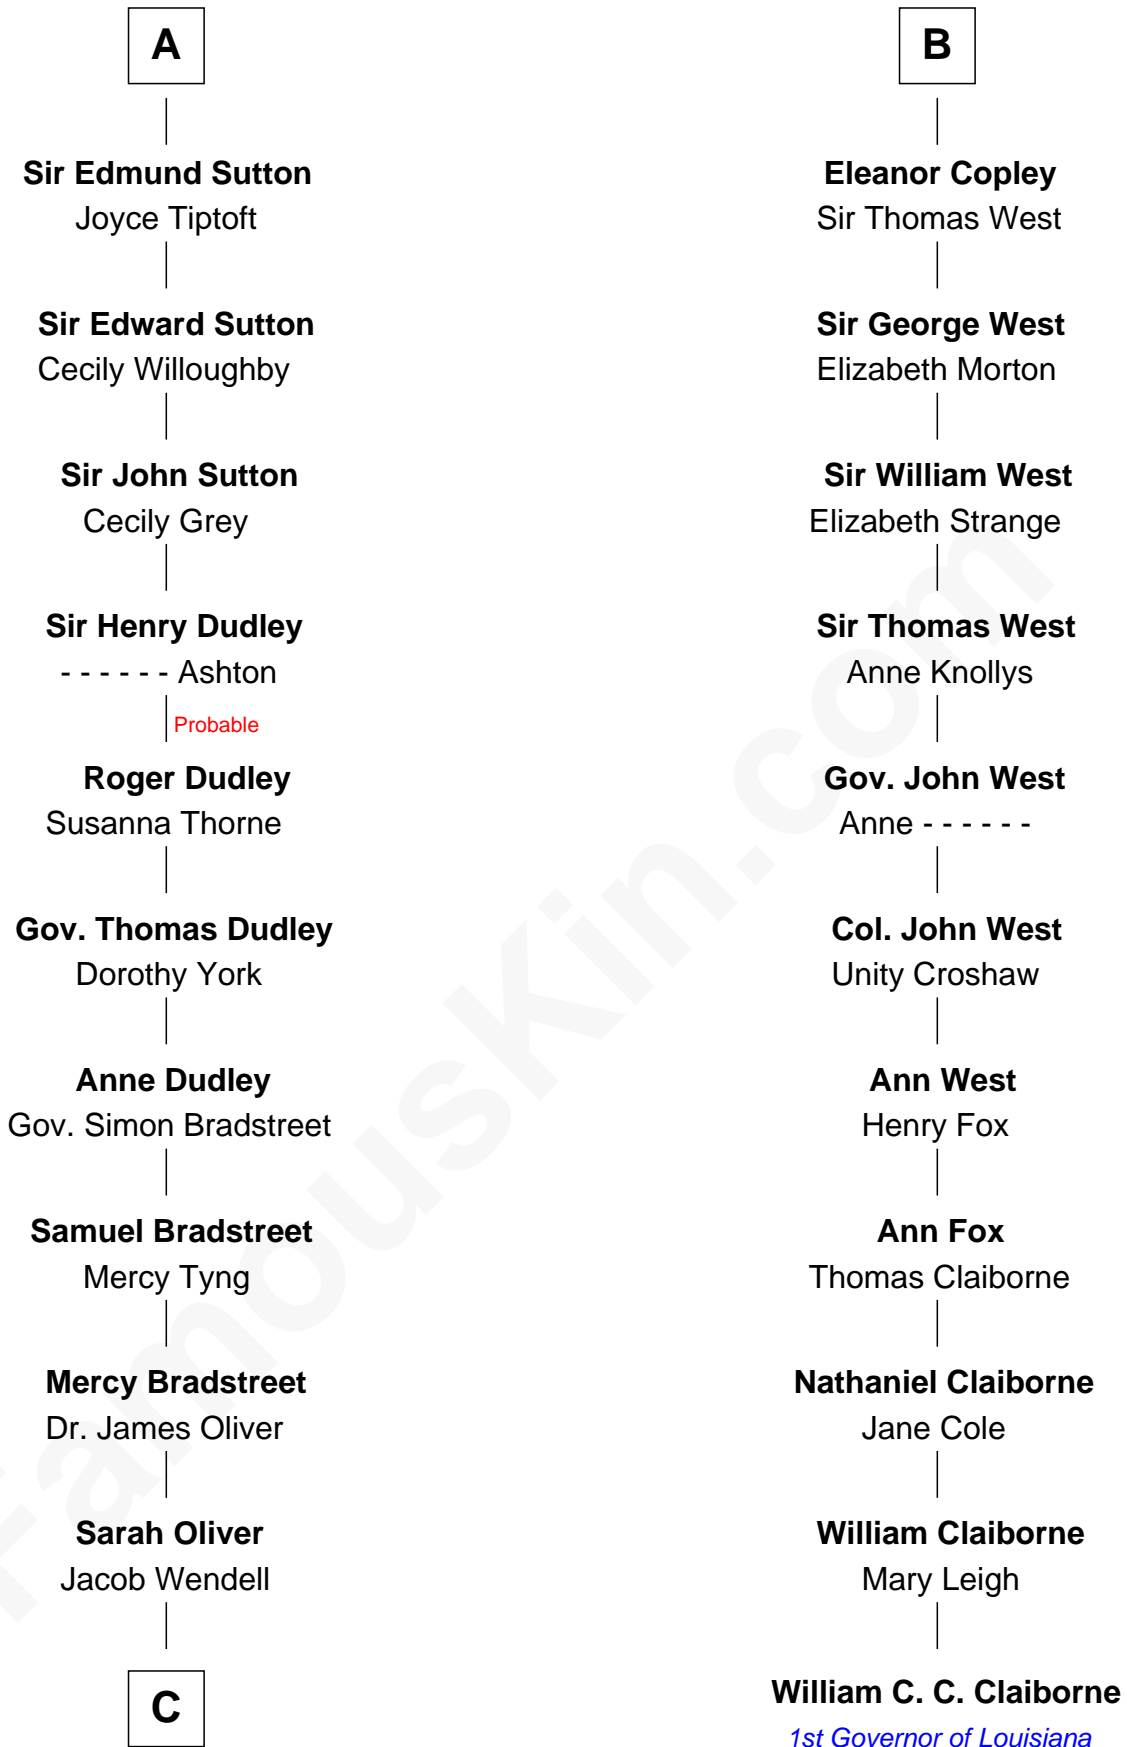 A
Sir Edmund Sutton
Joyce Tiptoft
Sir Edward Sutton
Cecily Willoughby
Sir John Sutton
Cecily Grey
Sir Henry Dudley
- - - - - - Ashton
Probable
Roger Dudley
Susanna Thorne
Gov. Thomas Dudley
Dorothy York
Anne Dudley
Gov. Simon Bradstreet
Samuel Bradstreet
Mercy Tyng
Mercy Bradstreet
Dr. James Oliver
Sarah Oliver
Jacob Wendell
C
B
Eleanor Copley
Sir Thomas West
Sir George West
Elizabeth Morton
Sir William West
Elizabeth Strange
Sir Thomas West
Anne Knollys
Gov. John West
Anne - - - - - -
Col. John West
Unity Croshaw
Ann West
Henry Fox
Ann Fox
Thomas Claiborne
Nathaniel Claiborne
Jane Cole
William Claiborne
Mary Leigh
William C. C. Claiborne
1st Governor of Louisiana
FamousKin.com